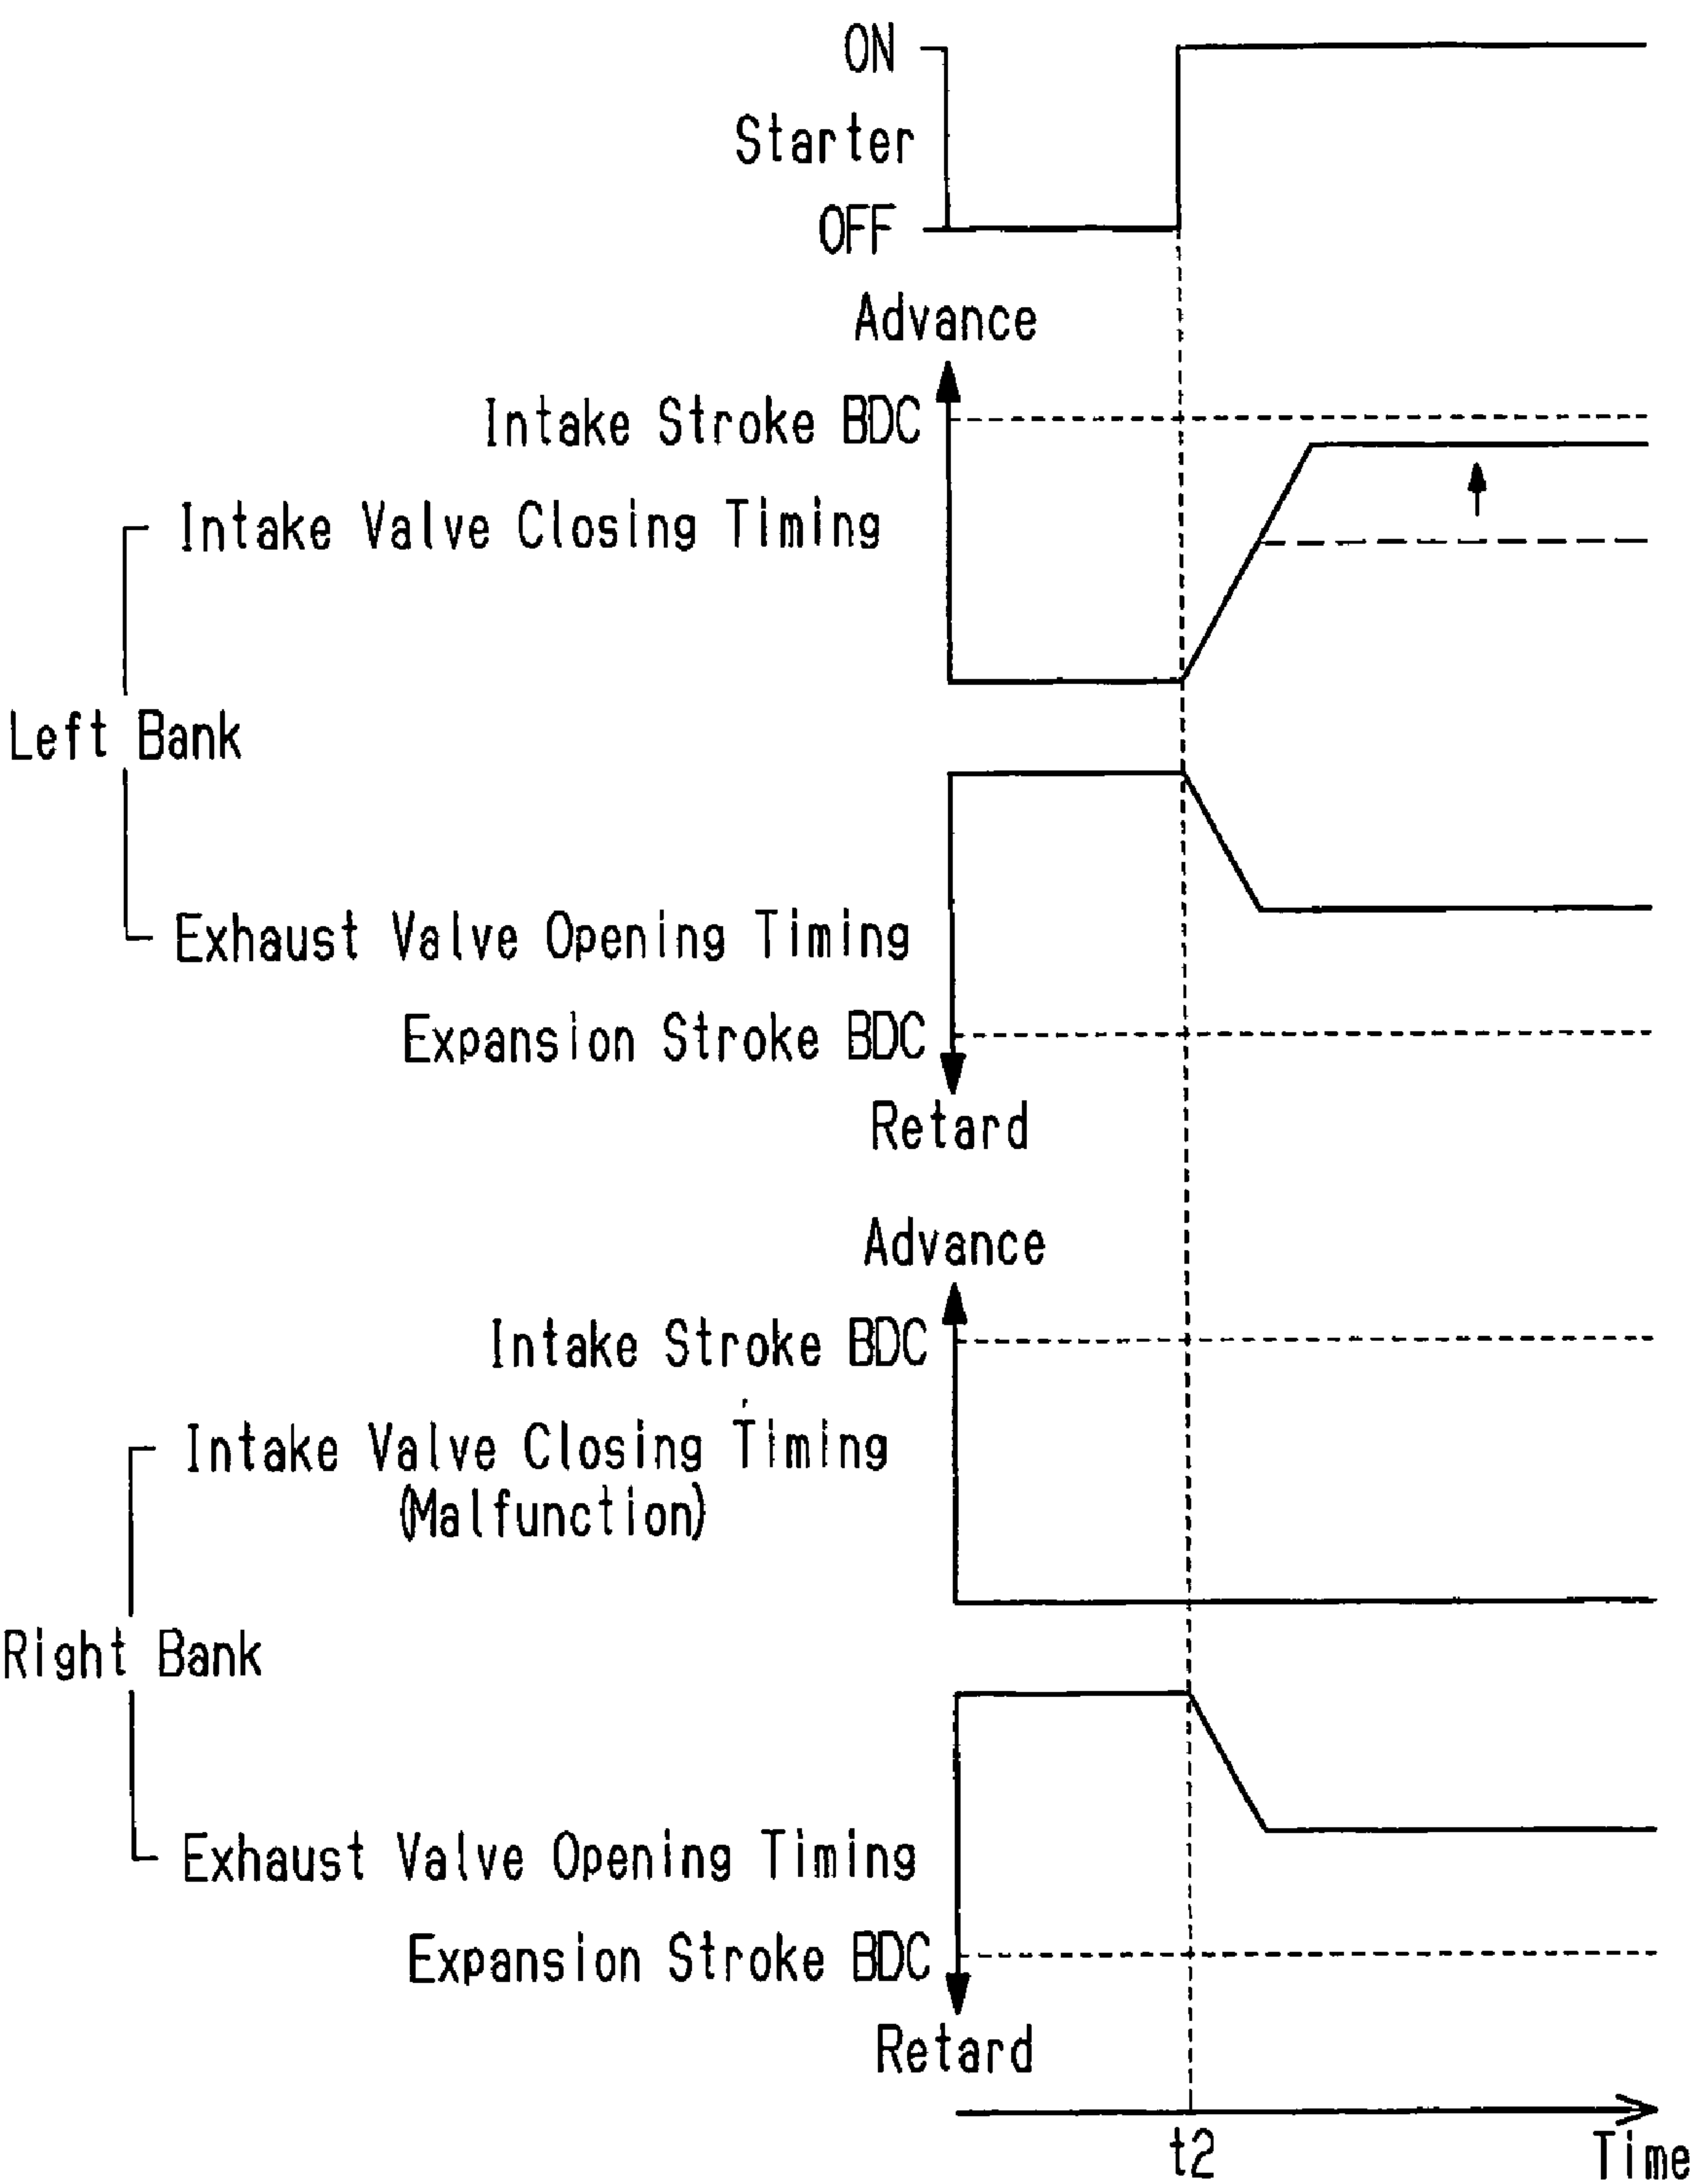 ON
Starter
OFF
Advance
Intake Stroke BDC
Intake Valve Closing Timing
Left Bank
Exhaust Valve Opening Timing
Expansion Stroke BDC
Retard
Advance
Intake Stroke BDC
Intake Valve Closing Timing
(Malfunction)
Right Bank
Exhaust Valve Opening Timing
Expansion Stroke BDC
Retard
t2
Time